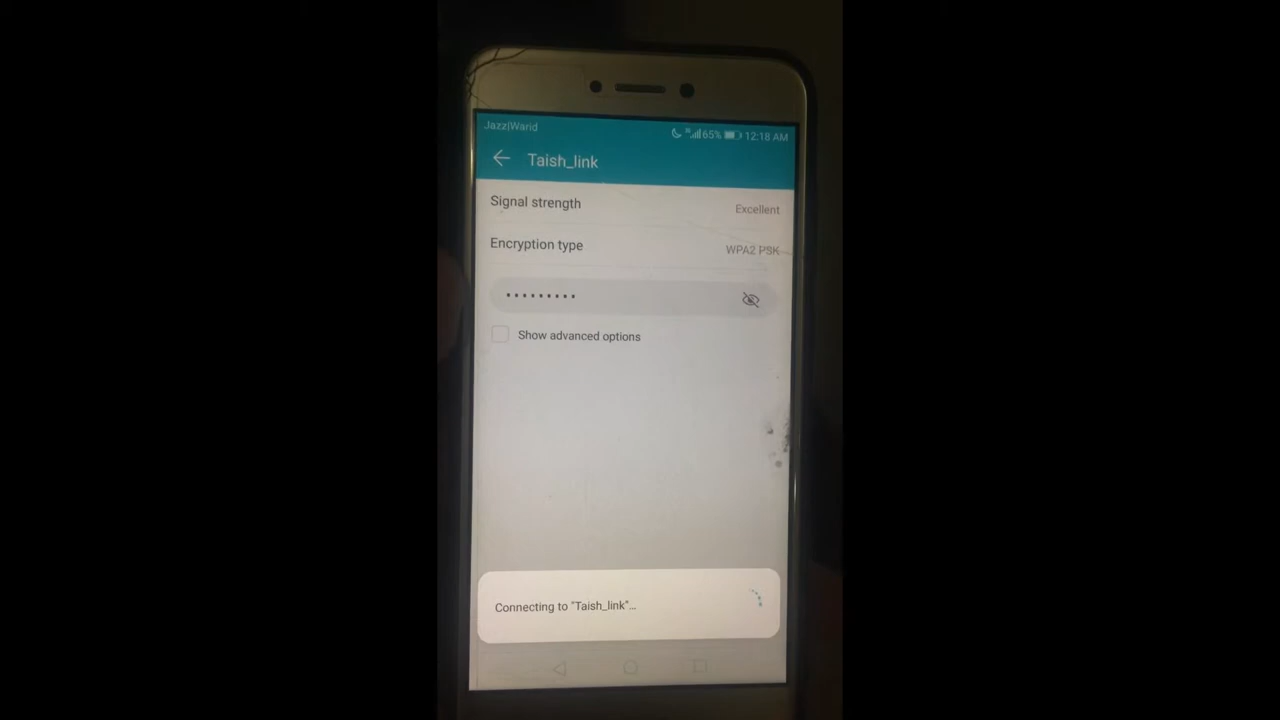 Jazz|Warid
65% 12:18 AM
Taish_link
Signal strength
Excellent
Encryption type
WPA2 PSK
•••••••••
Show advanced options
Connecting to "Taish_link"...